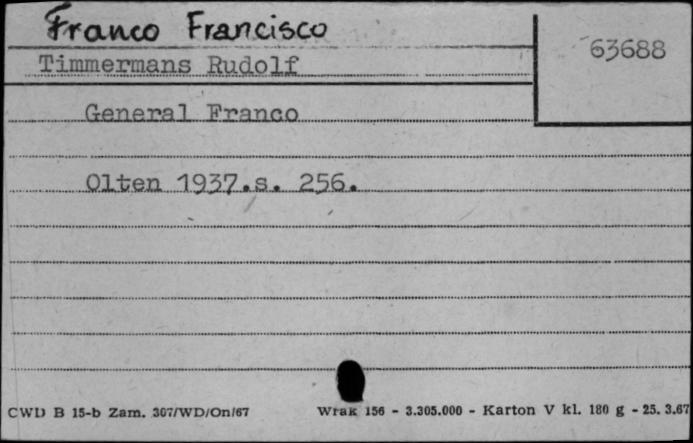 Franco Francisco
63688
Timmermans Rudolf
General Franco
Olten 1937.s. 256.
CWD B 15-b Zam. 307/WD/On/67 Wrak 156 - 3.305.000 - Karton V kl. 180 g - 25. 3.67